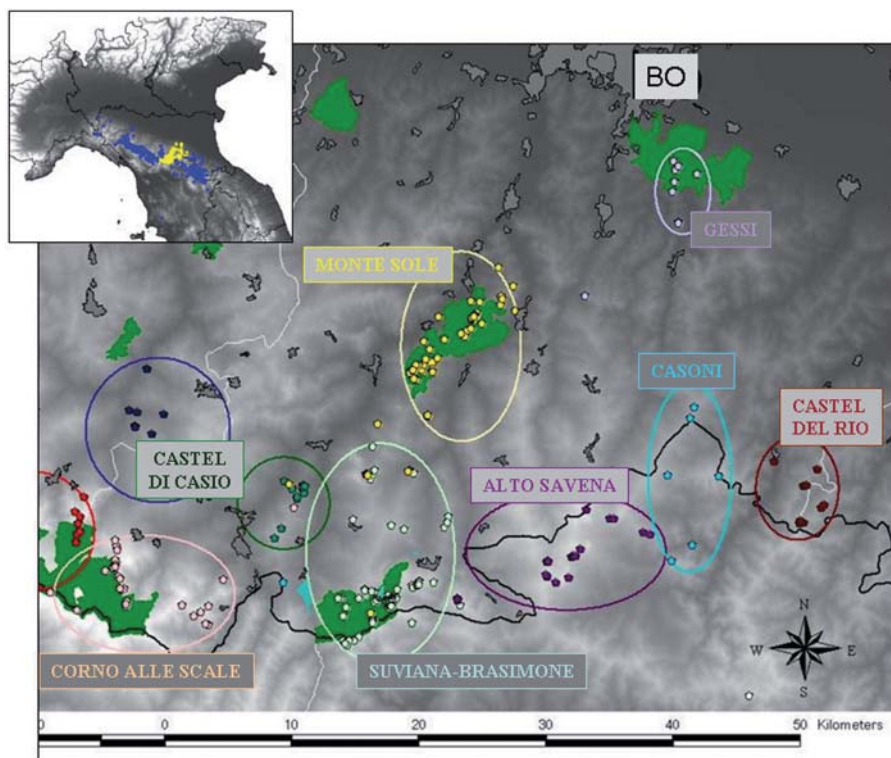 BO
GESSI
MONTE SOLE
CASONI
CASTEL
DEL RIO
CASTEL
DI CASIO
ALTO SAVENA
CORNO ALLE SCALE
SUVIANA-BRASIMONE
N
W E
S
10 0 10 20 30 40 50 Kilometers